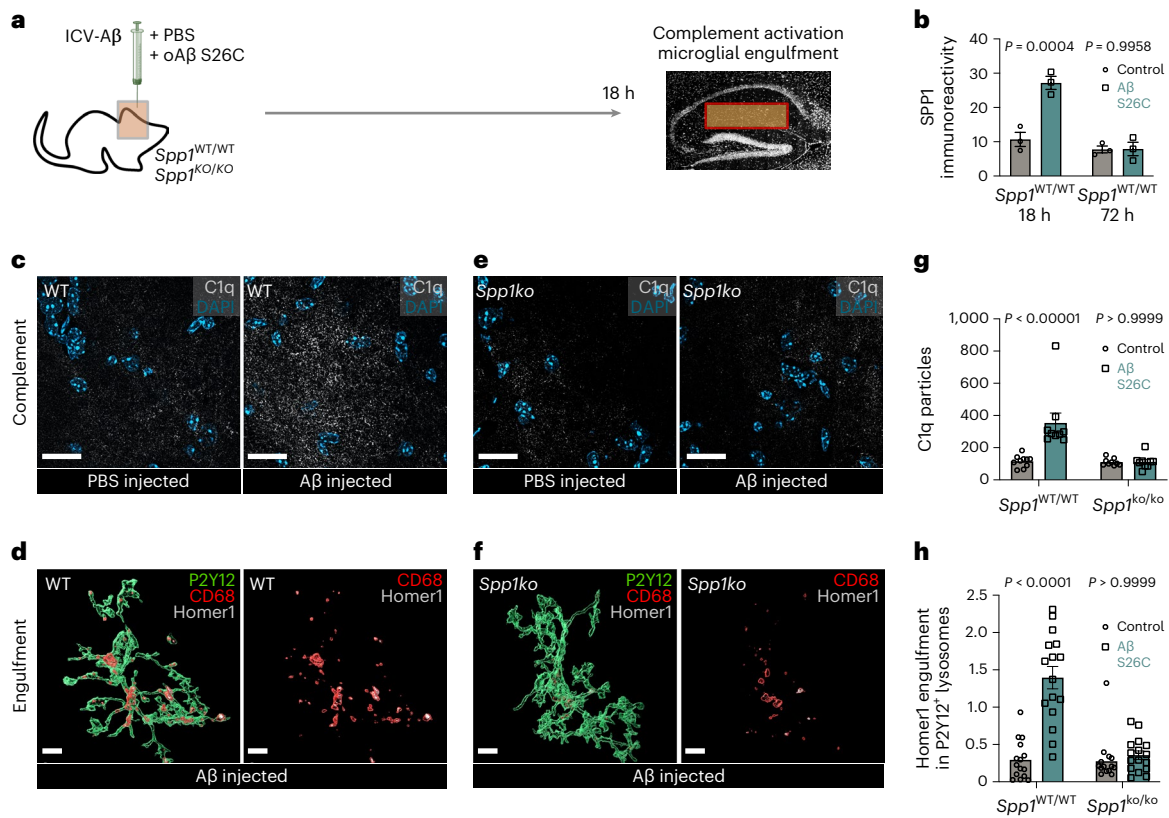 a
ICV-Aβ
+ PBS
+ oAβ S26C
Spp1WT/WT
Spp1KO/KO
18 h
Complement activation
microglial engulfment
b
SPP1
immunoreactivity
40
30
20
10
0
P = 0.0004
P = 0.9958
Control
Aβ
S26C
Spp1WT/WT
Spp1WT/WT
18 h
72 h
c
Complement
WT
C1q
DAPI
WT
C1q
DAPI
PBS injected
Aβ injected
e
Spp1ko
C1q
DAPI
Spp1ko
C1q
DAPI
PBS injected
Aβ injected
g
C1q particles
1,000
800
600
400
200
0
P < 0.00001
P > 0.9999
Control
Aβ
S26C
Spp1WT/WT
Spp1ko/ko
d
Engulfment
WT
P2Y12
CD68
Homer1
WT
CD68
Homer1
Aβ injected
f
Spp1ko
P2Y12
CD68
Homer1
Spp1ko
CD68
Homer1
Aβ injected
h
Homer1 engulfment
in P2Y12+ lysosomes
2.5
2.0
1.5
1.0
0.5
0
P < 0.0001
P > 0.9999
Control
Aβ
S26C
Spp1WT/WT
Spp1ko/ko